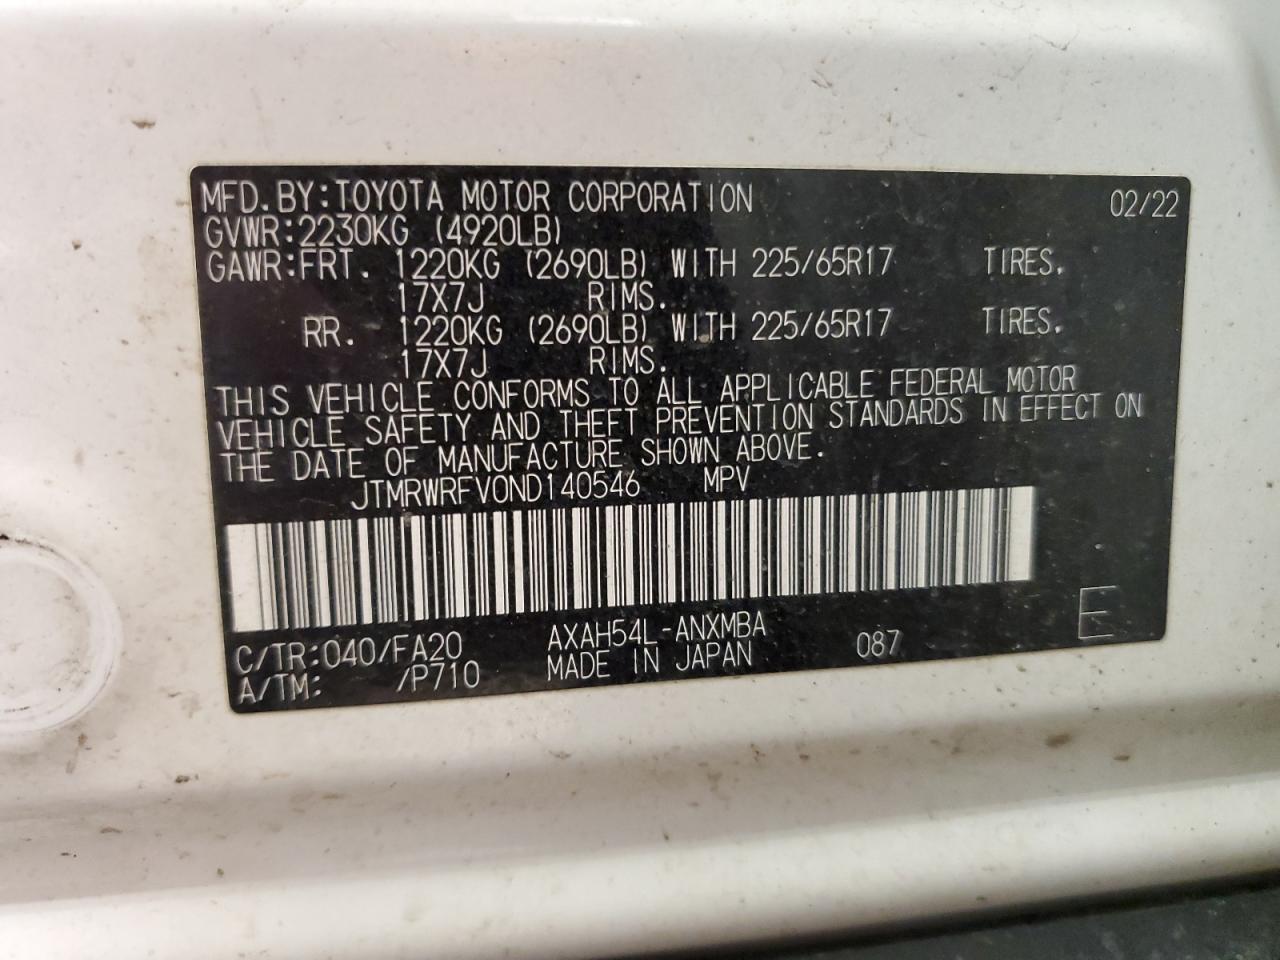 MFD.BY:TOYOTA MOTOR CORPORATION 02/22
GVWR:2230KG (4920LB)
GAWR:FRT. 1220KG (2690LB) WITH 225/65R17 TIRES.
17X7J RIMS.
RR. 1220KG (2690LB) WITH 225/65R17 TIRES.
17X7J RIMS.
THIS VEHICLE CONFORMS TO ALL APPLICABLE FEDERAL MOTOR
VEHICLE SAFETY AND THEFT PREVENTION STANDARDS IN EFFECT ON
THE DATE OF MANUFACTURE SHOWN ABOVE.
JTMRWRFV0ND140546 MPV
C/TR:040/FA20 AXAH54L-ANXMBA 087 E
A/TM: /P710 MADE IN JAPAN